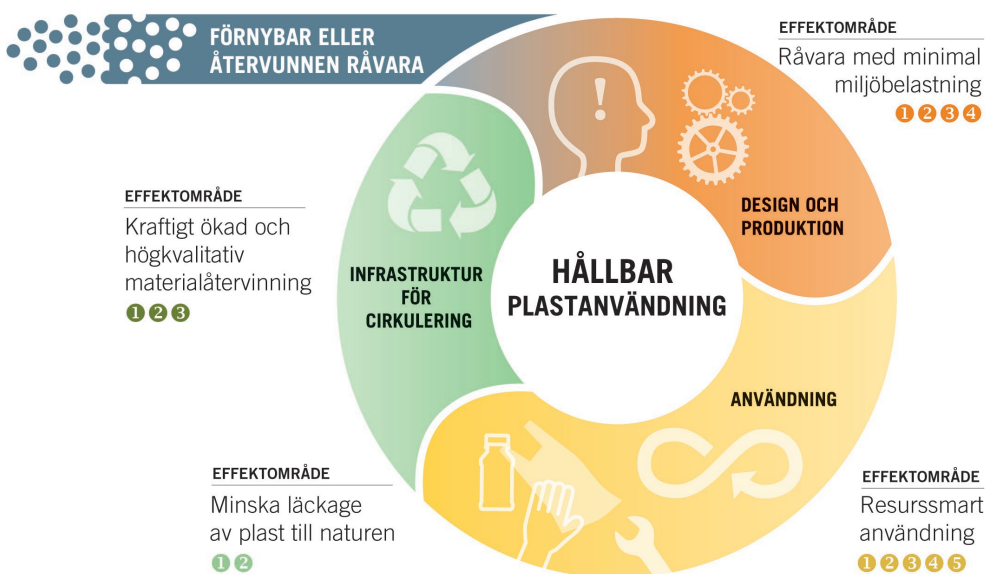 FÖRNYBAR ELLER
ÅTERVUNNEN RÅVARA
EFFEKTOMRÅDE
Råvara med minimal
miljöbelastning
1 2 3 4
!
DESIGN OCH
PRODUKTION
EFFEKTOMRÅDE
Kraftigt ökad och
högkvalitativ
materialåtervinning
1 2 3
INFRASTRUKTUR
FÖR
CIRKULERING
HÅLLBAR
PLASTANVÄNDNING
ANVÄNDNING
EFFEKTOMRÅDE
Minska läckage
av plast till naturen
1 2
EFFEKTOMRÅDE
Resurssmart
användning
1 2 3 4 5